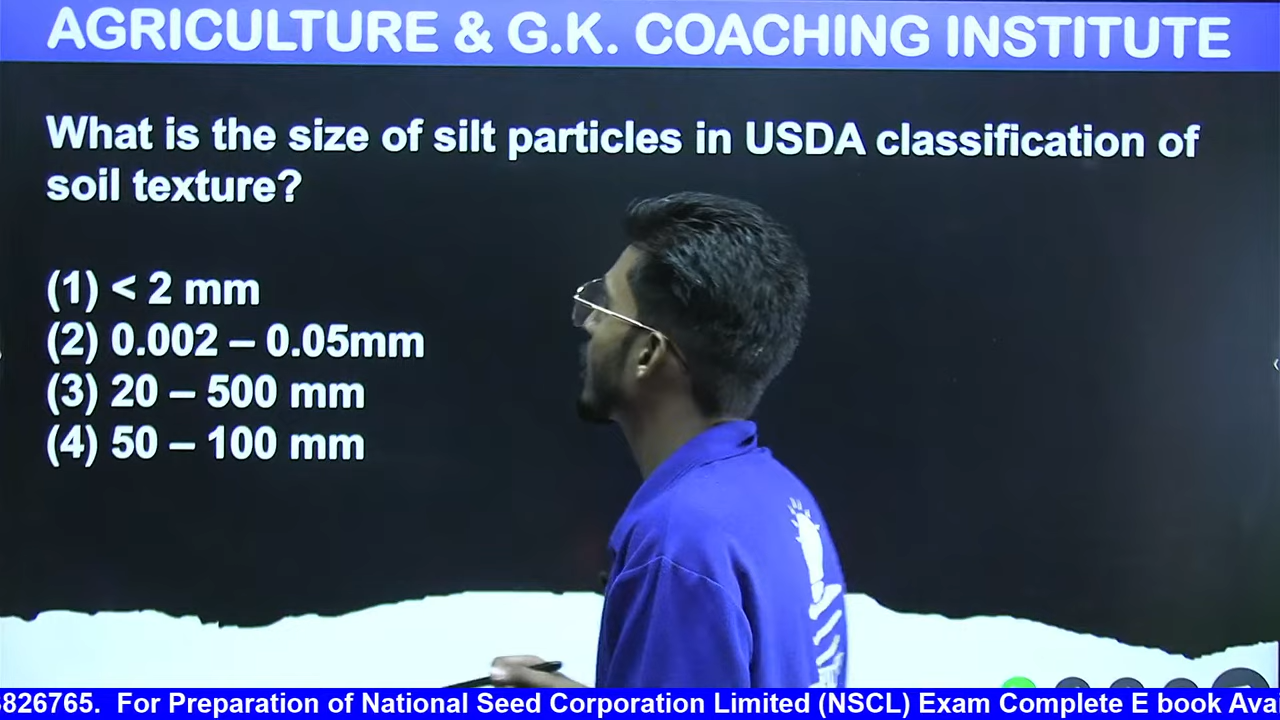 AGRICULTURE & G.K. COACHING INSTITUTE
What is the size of silt particles in USDA classification of
soil texture?
(1) < 2 mm
(2) 0.002 – 0.05mm
(3) 20 – 500 mm
(4) 50 – 100 mm
826765. For Preparation of National Seed Corporation Limited (NSCL) Exam Complete E book Ava